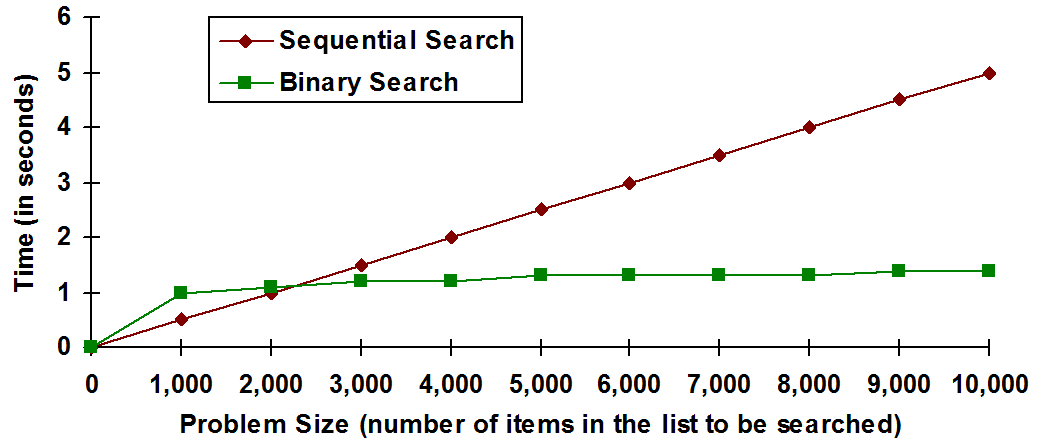 6
5
4
3
2
1
0
Time (in seconds)
Sequential Search
Binary Search
0 1,000 2,000 3,000 4,000 5,000 6,000 7,000 8,000 9,000 10,000
Problem Size (number of items in the list to be searched)